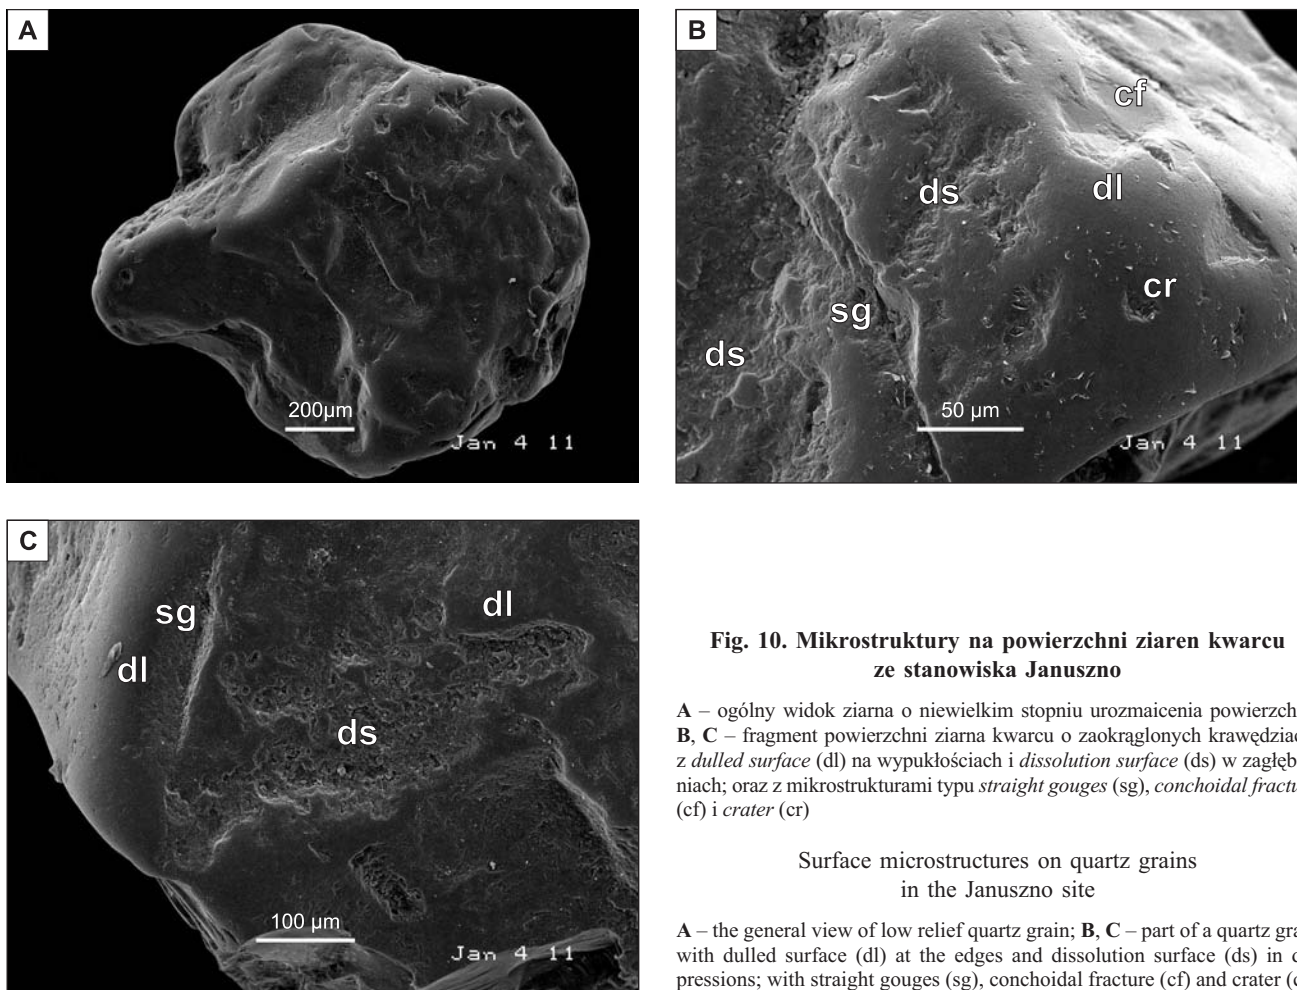 A
200µm
Jan 4 11
B
cf
ds
dl
cr
sg
ds
50 µm
Jan 4 11
C
sg
dl
dl
ds
100 µm
Jan 4 11
Fig. 10. Mikrostruktury na powierzchni ziaren kwarcu
ze stanowiska Januszno
A – ogólny widok ziarna o niewielkim stopniu urozmaicenia powierzch
B, C – fragment powierzchni ziarna kwarcu o zaokrąglonych krawędzia
z dulled surface (dl) na wypukłościach i dissolution surface (ds) w zagłęb
niach; oraz z mikrostrukturami typu straight gouges (sg), conchoidal fractu
(cf) i crater (cr)
Surface microstructures on quartz grains
in the Januszno site
A – the general view of low relief quartz grain; B, C – part of a quartz gra
with dulled surface (dl) at the edges and dissolution surface (ds) in d
pressions; with straight gouges (sg), conchoidal fracture (cf) and crater (c